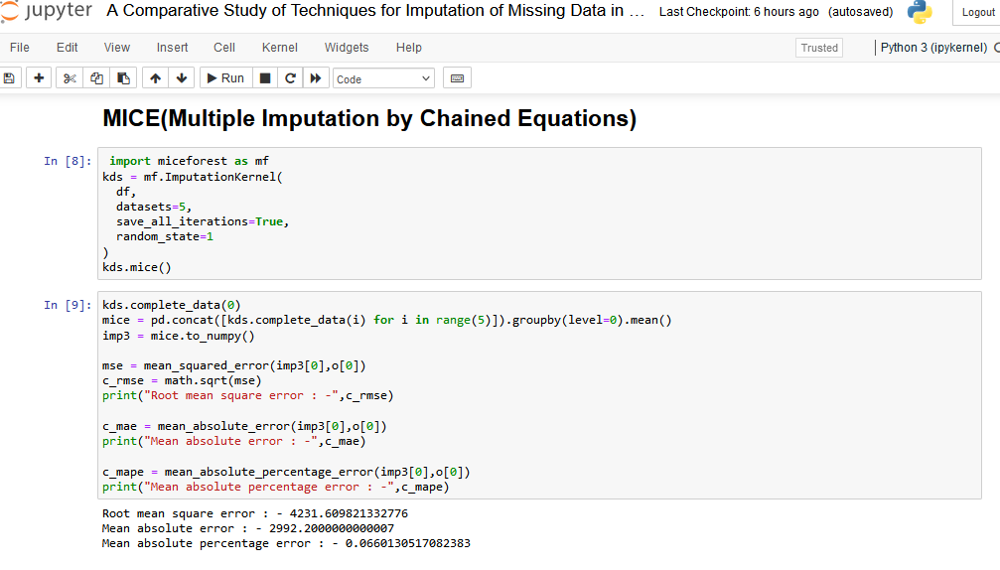 jupyter A Comparative Study of Techniques for Imputation of Missing Data in ... Last Checkpoint: 6 hours ago (autosaved) Logout
File Edit View Insert Cell Kernel Widgets Help Trusted Python 3 (ipykernel)
Run Code
MICE(Multiple Imputation by Chained Equations)
In [8]: import miceforest as mf
kds = mf.ImputationKernel(
df,
datasets=5,
save_all_iterations=True,
random_state=1
)
kds.mice()
In [9]: kds.complete_data(0)
mice = pd.concat([kds.complete_data(i) for i in range(5)]).groupby(level=0).mean()
imp3 = mice.to_numpy()
mse = mean_squared_error(imp3[0],o[0])
c_rmse = math.sqrt(mse)
print("Root mean square error : -",c_rmse)
c_mae = mean_absolute_error(imp3[0],o[0])
print("Mean absolute error : -",c_mae)
c_mape = mean_absolute_percentage_error(imp3[0],o[0])
print("Mean absolute percentage error : -",c_mape)
Root mean square error : - 4231.609821332776
Mean absolute error : - 2992.2000000000007
Mean absolute percentage error : - 0.0660130517082383